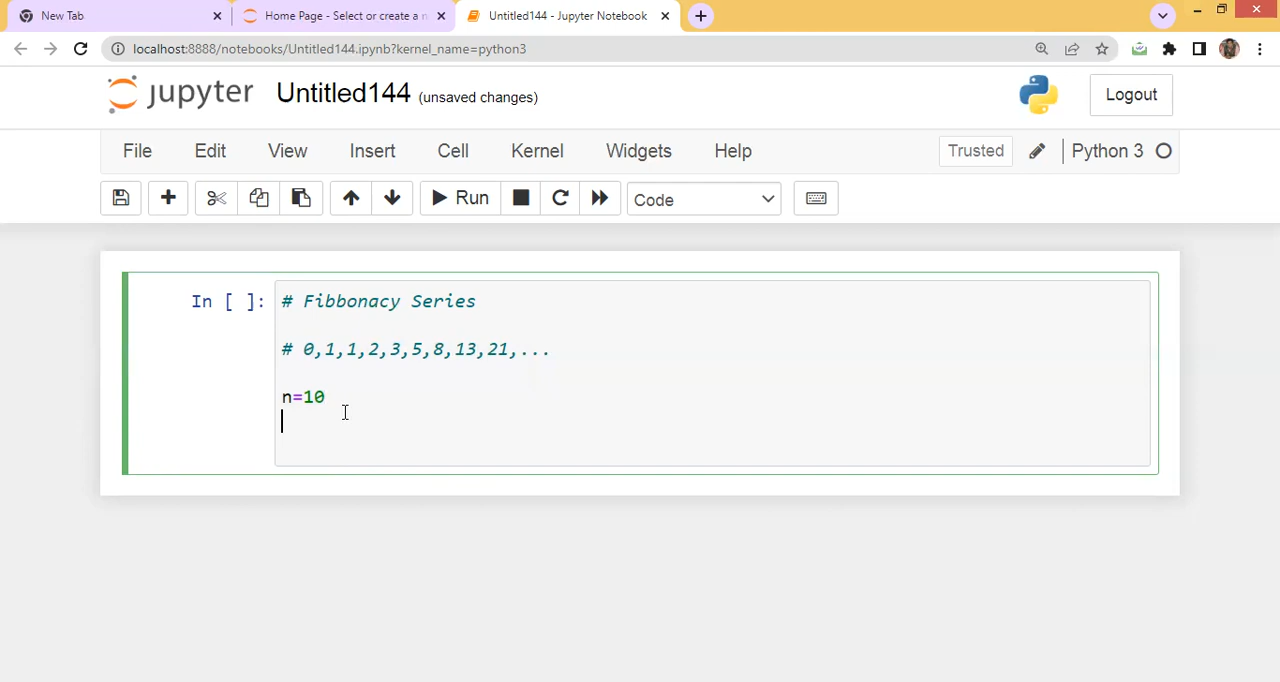 New Tab
Home Page - Select or create a n
Untitled144 - Jupyter Notebook
localhost:8888/notebooks/Untitled144.ipynb?kernel_name=python3
jupyter Untitled144 (unsaved changes)
Logout
File Edit View Insert Cell Kernel Widgets Help
Trusted
Python 3
Run
Code
In [ ]: # Fibbonacy Series
# 0,1,1,2,3,5,8,13,21,...
n=10